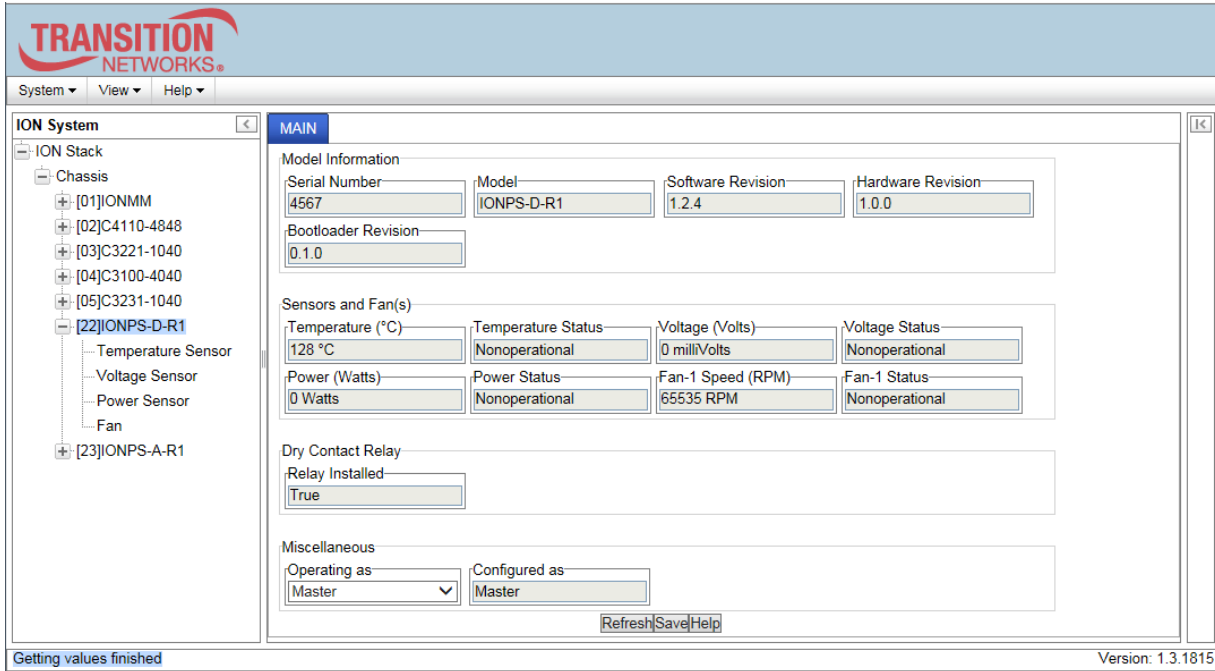 TRANSITION
NETWORKS®
System View Help
ION System
ION Stack
Chassis
[01]IONMM
[02]C4110-4848
[03]C3221-1040
[04]C3100-4040
[05]C3231-1040
[22]IONPS-D-R1
Temperature Sensor
Voltage Sensor
Power Sensor
Fan
[23]IONPS-A-R1
MAIN
Model Information
Serial Number Model Software Revision Hardware Revision
4567 IONPS-D-R1 1.2.4 1.0.0
Bootloader Revision
0.1.0
Sensors and Fan(s)
Temperature (°C) Temperature Status Voltage (Volts) Voltage Status
128 °C Nonoperational 0 milliVolts Nonoperational
Power (Watts) Power Status Fan-1 Speed (RPM) Fan-1 Status
0 Watts Nonoperational 65535 RPM Nonoperational
Dry Contact Relay
Relay Installed
True
Miscellaneous
Operating as Configured as
Master Master
Refresh Save Help
Getting values finished Version: 1.3.1815